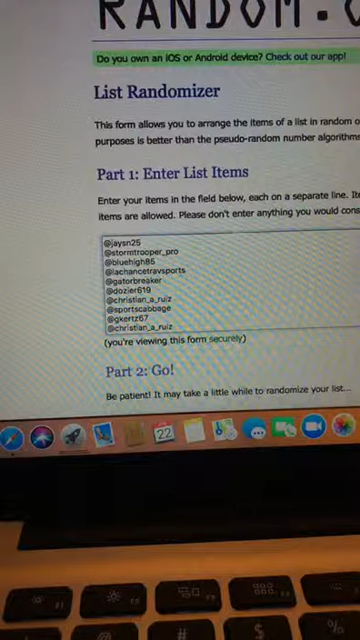 RANDOM.
Do you own an iOS or Android device? Check out our app!
List Randomizer
This form allows you to arrange the items of a list in random
purposes is better than the pseudo-random number algorithms
Part 1: Enter List Items
Enter your items in the field below, each on a separate line.
items are allowed. Please don't enter anything you would
@jaysn25
@stormtrooper_pro
@bluehigh85
@lachancetravsports
@gatorbreaker
@dozier619
@christian_a_ruiz
@sportscabbage
@gkertz67
@christian_a_ruiz
(you're viewing this form securely)
Part 2: Go!
Be patient! It may take a little while to randomize your list...
22
F1
F2
F3
F4
#
$
%